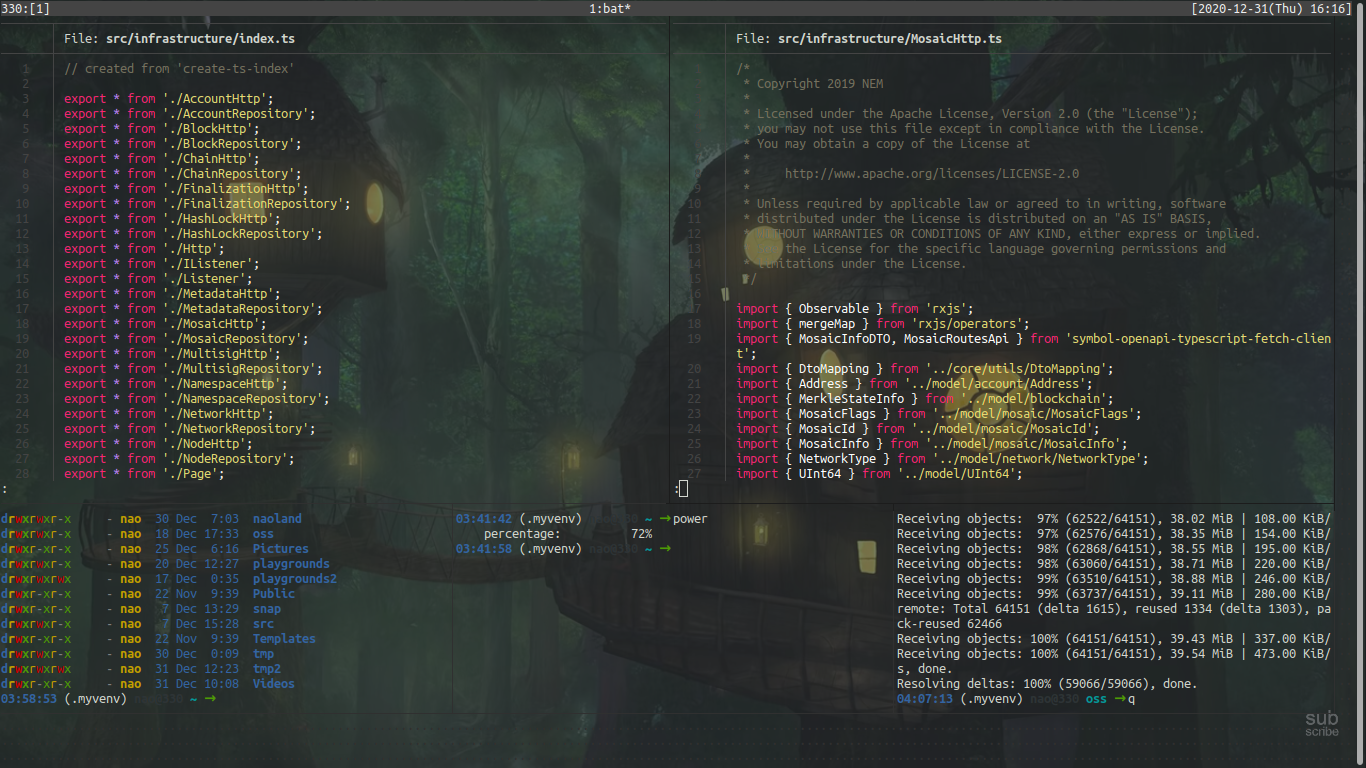 330:[1] 1:bat* [2020-12-31(Thu) 16:16]
File: src/infrastructure/index.ts
1 // created from 'create-ts-index'
2
3 export * from './AccountHttp';
4 export * from './AccountRepository';
5 export * from './BlockHttp';
6 export * from './BlockRepository';
7 export * from './ChainHttp';
8 export * from './ChainRepository';
9 export * from './FinalizationHttp';
10 export * from './FinalizationRepository';
11 export * from './HashLockHttp';
12 export * from './HashLockRepository';
13 export * from './Http';
14 export * from './IListener';
15 export * from './Listener';
16 export * from './MetadataHttp';
17 export * from './MetadataRepository';
18 export * from './MosaicHttp';
19 export * from './MosaicRepository';
20 export * from './MultisigHttp';
21 export * from './MultisigRepository';
22 export * from './NamespaceHttp';
23 export * from './NamespaceRepository';
24 export * from './NetworkHttp';
25 export * from './NetworkRepository';
26 export * from './NodeHttp';
27 export * from './NodeRepository';
28 export * from './Page';
:
File: src/infrastructure/MosaicHttp.ts
/*
* Copyright 2019 NEM
*
* Licensed under the Apache License, Version 2.0 (the "License");
* you may not use this file except in compliance with the License.
* You may obtain a copy of the License at
*
* http://www.apache.org/licenses/LICENSE-2.0
9 *
10 * Unless required by applicable law or agreed to in writing, software
11 * distributed under the License is distributed on an "AS IS" BASIS,
12 * WITHOUT WARRANTIES OR CONDITIONS OF ANY KIND, either express or implied.
13 * See the License for the specific language governing permissions and
14 * limitations under the License.
*/
17 import { Observable } from 'rxjs';
18 import { mergeMap } from 'rxjs/operators';
19 import { MosaicInfoDTO, MosaicRoutesApi } from 'symbol-openapi-typescript-fetch-clien
t';
20 import { DtoMapping } from '../core/utils/DtoMapping';
21 import { Address } from '../model/account/Address';
22 import { MerkleStateInfo } from '../model/blockchain';
23 import { MosaicFlags } from '../model/mosaic/MosaicFlags';
24 import { MosaicId } from '../model/mosaic/MosaicId';
25 import { MosaicInfo } from '../model/mosaic/MosaicInfo';
26 import { NetworkType } from '../model/network/NetworkType';
27 import { UInt64 } from '../model/UInt64';
:
drwxrwxr-x - nao 30 Dec 7:03 naoland
drwxr-xr-x - nao 18 Dec 17:33 oss
drwxr-xr-x - nao 25 Dec 6:16 Pictures
drwxrwxr-x - nao 20 Dec 12:27 playgrounds
drwxrwxrwx - nao 17 Dec 0:35 playgrounds2
drwxr-xr-x - nao 22 Nov 9:39 Public
drwxr-xr-x - nao 7 Dec 13:29 snap
drwxrwxr-x - nao 7 Dec 15:28 src
drwxr-xr-x - nao 22 Nov 9:39 Templates
drwxrwxr-x - nao 30 Dec 0:09 tmp
drwxrwxrwx - nao 31 Dec 12:23 tmp2
drwxr-xr-x - nao 31 Dec 10:08 Videos
03:58:53 (.myvenv) nao@330 ~ →
03:41:42 (.myvenv) ~ →power
percentage: 72%
03:41:58 (.myvenv) nao@330 ~ →
Receiving objects: 97% (62522/64151), 38.02 MiB | 108.00 KiB/
Receiving objects: 97% (62576/64151), 38.35 MiB | 154.00 KiB/
Receiving objects: 98% (62868/64151), 38.55 MiB | 195.00 KiB/
Receiving objects: 98% (63060/64151), 38.71 MiB | 220.00 KiB/
Receiving objects: 99% (63510/64151), 38.88 MiB | 246.00 KiB/
Receiving objects: 99% (63737/64151), 39.11 MiB | 280.00 KiB/
remote: Total 64151 (delta 1615), reused 1334 (delta 1303), pa
ck-reused 62466
Receiving objects: 100% (64151/64151), 39.43 MiB | 337.00 KiB/
Receiving objects: 100% (64151/64151), 39.54 MiB | 473.00 KiB/
s, done.
Resolving deltas: 100% (59066/59066), done.
04:07:13 (.myvenv) nao@330 oss →q
sub
scribe